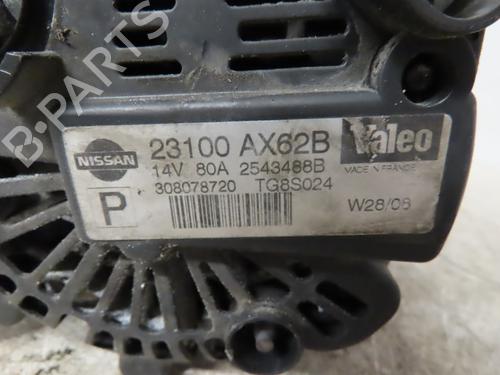 NISSAN
23100 AX62B
Valeo
14V 80A 2543488B
MADE IN FRANCE
308078720 TG8S024
P
W28/06
B-Parts